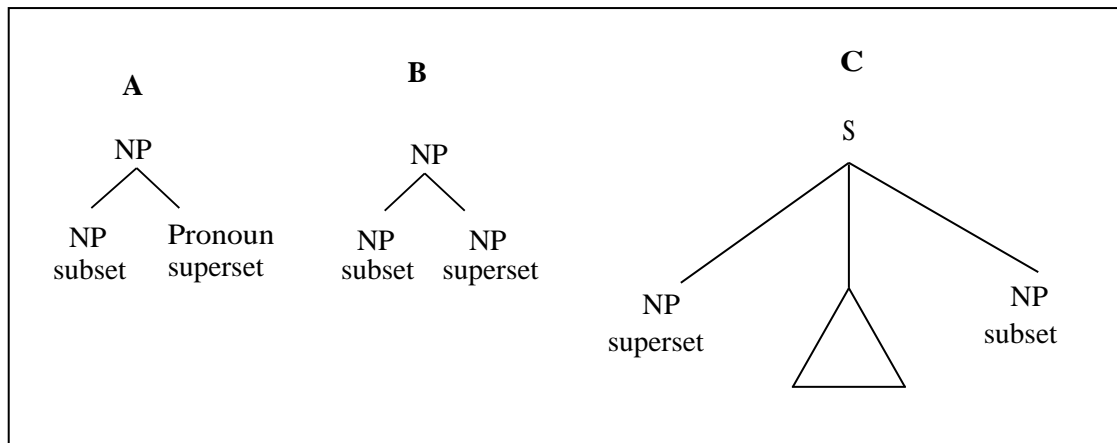 A B C
S
NP NP
NP Pronoun NP NP
subset superset subset superset
NP NP
superset subset